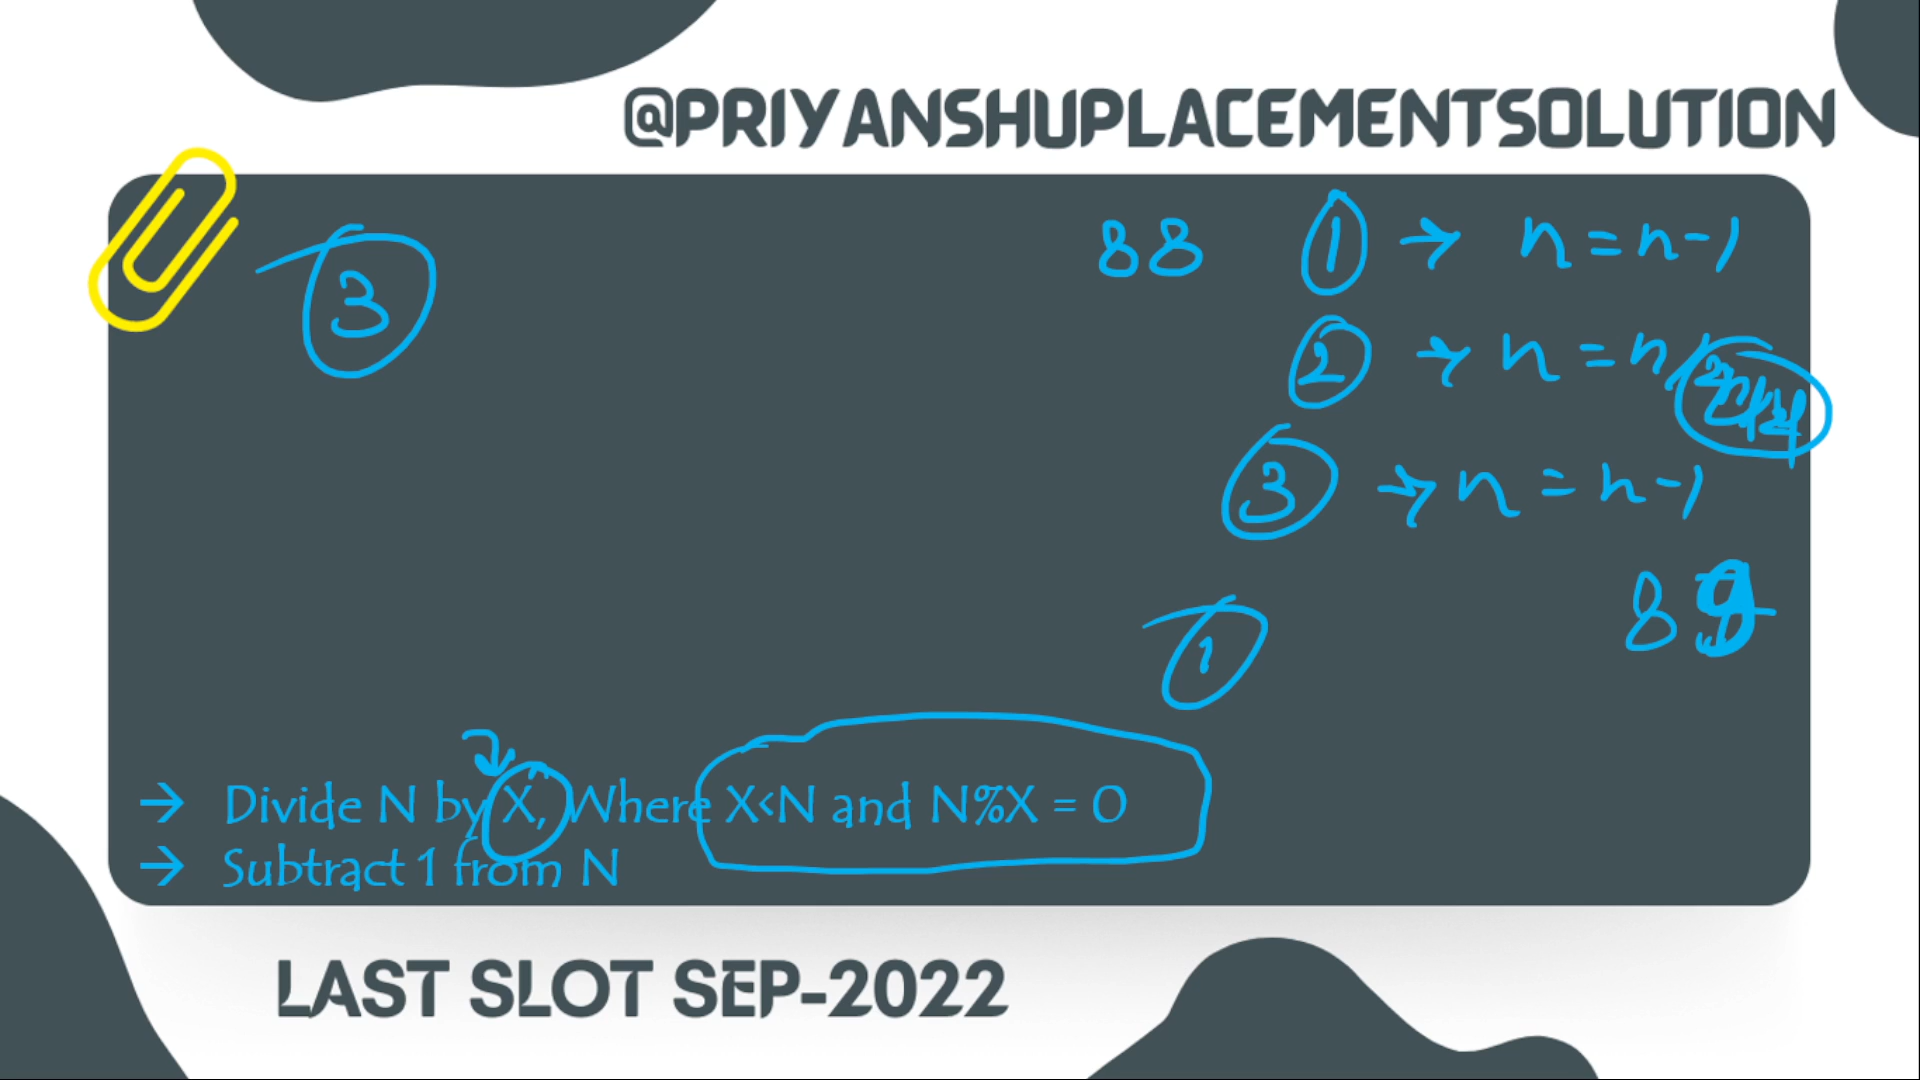 @PRIYANSHUPLACEMENTSOLUTION
3
88 1 → n=n-1
2 → n=n/
3 → n=n-1
1
8
→ Divide N by X, Where X<N and N%X = 0
→ Subtract 1 from N
LAST SLOT SEP-2022